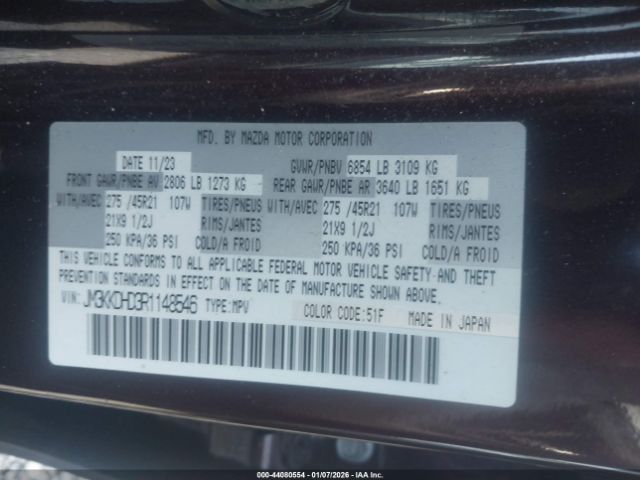 MFD. BY MAZDA MOTOR CORPORATION
DATE 11/23 GVWR/PNBV 6854 LB 3109 KG
FRONT GAWR/PNBE AV 2806 LB 1273 KG REAR GAWR/PNBE AR 3640 LB 1651 KG
WITH/AVEC 275 /45R21 107W TIRES/PNEUS WITH/AVEC 275 /45R21 107W TIRES/PNEUS
21X9 1/2J RIMS/JANTES 21X9 1/2J RIMS/JANTES
250 KPA/36 PSI COLD/A FROID 250 KPA/36 PSI COLD/A FROID
THIS VEHICLE CONFORMS TO ALL APPLICABLE FEDERAL MOTOR VEHICLE SAFETY-AND THEFT
PREVENTION STANDARDS IN EFFECT ON THE DATE OF MANUFACTURE SHOWN ABOVE.
VIN: JM3KKDHD3R1148546 TYPE:MPV COLOR CODE:51F MADE IN JAPAN
000-44080554 - 01/07/2026 - IAA Inc.